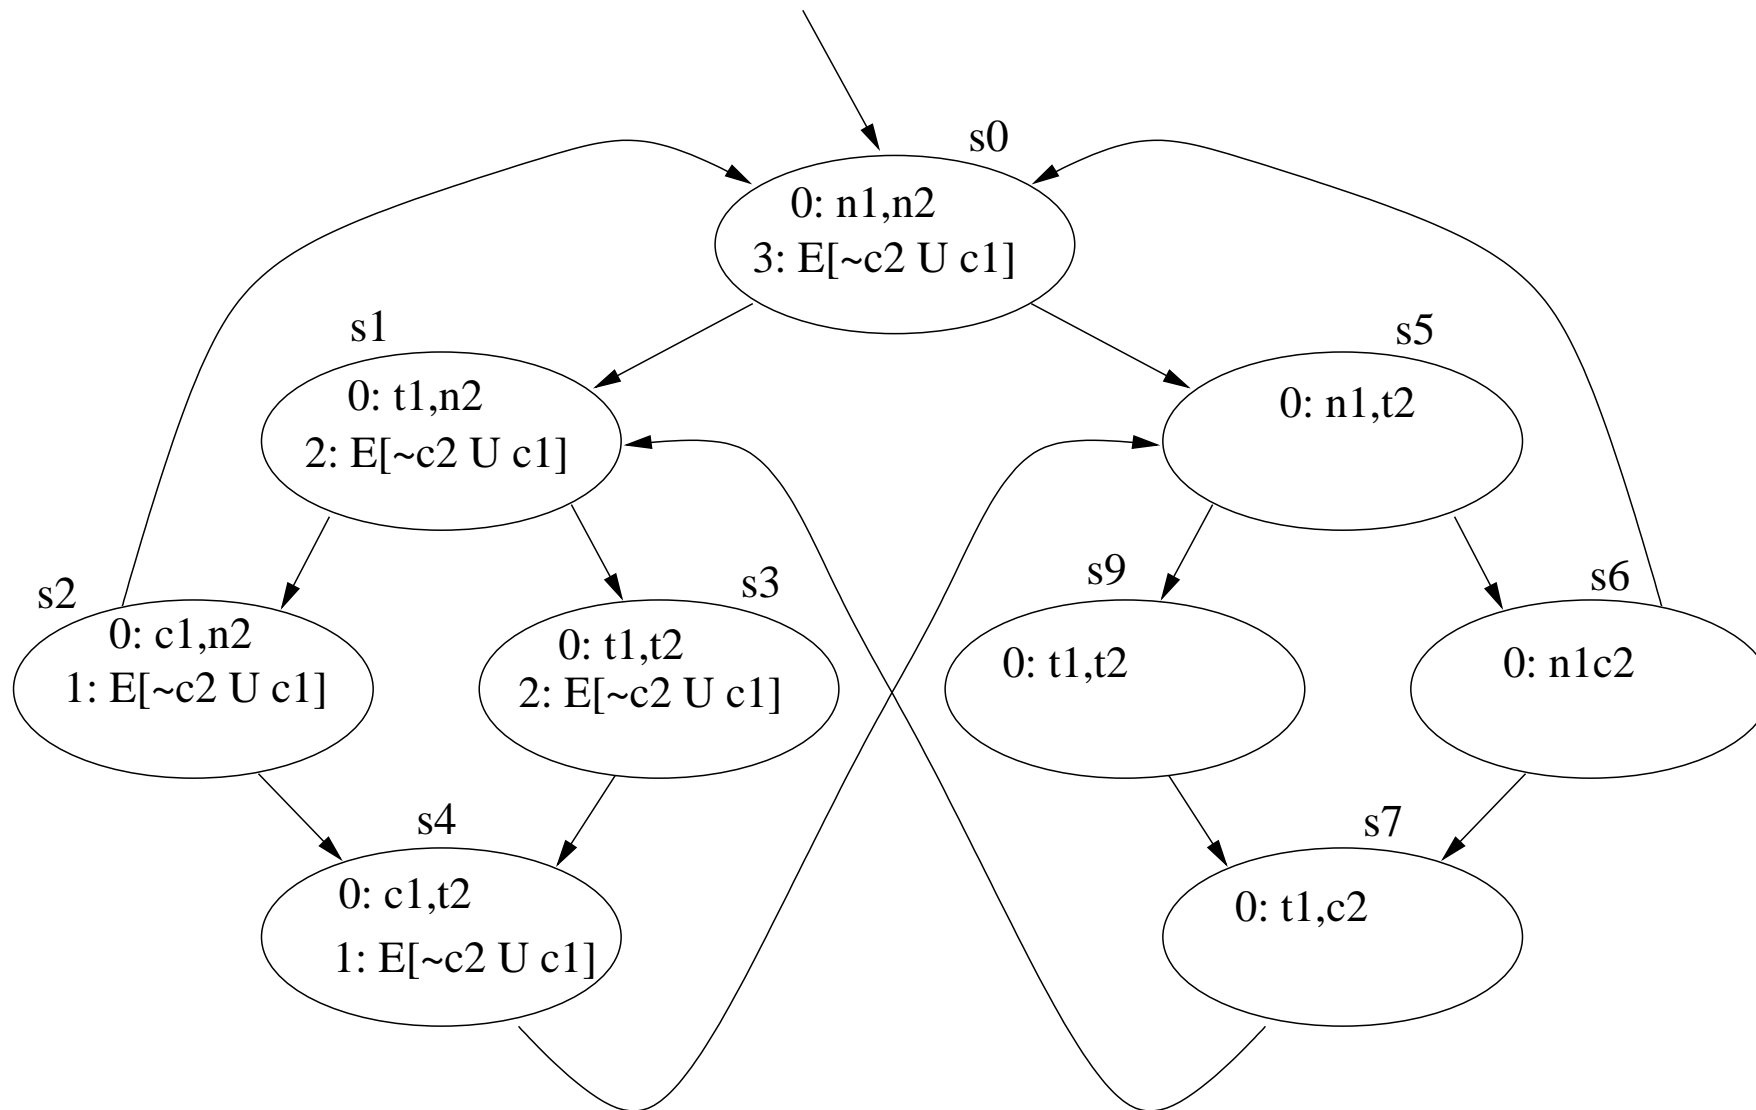 s0
0: n1,n2
3: E[~c2 U c1]
s1
0: t1,n2
2: E[~c2 U c1]
s5
0: n1,t2
s2
0: c1,n2
1: E[~c2 U c1]
s3
0: t1,t2
2: E[~c2 U c1]
s9
0: t1,t2
s6
0: n1c2
s4
0: c1,t2
1: E[~c2 U c1]
s7
0: t1,c2